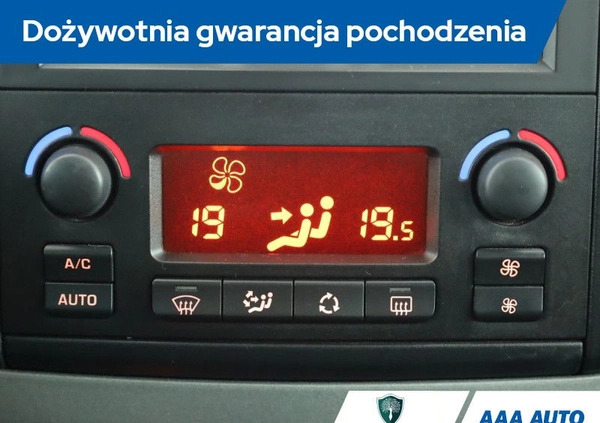 Dożywotnia gwarancja pochodzenia
19
19.5
A/C
AUTO
AAA AUTO